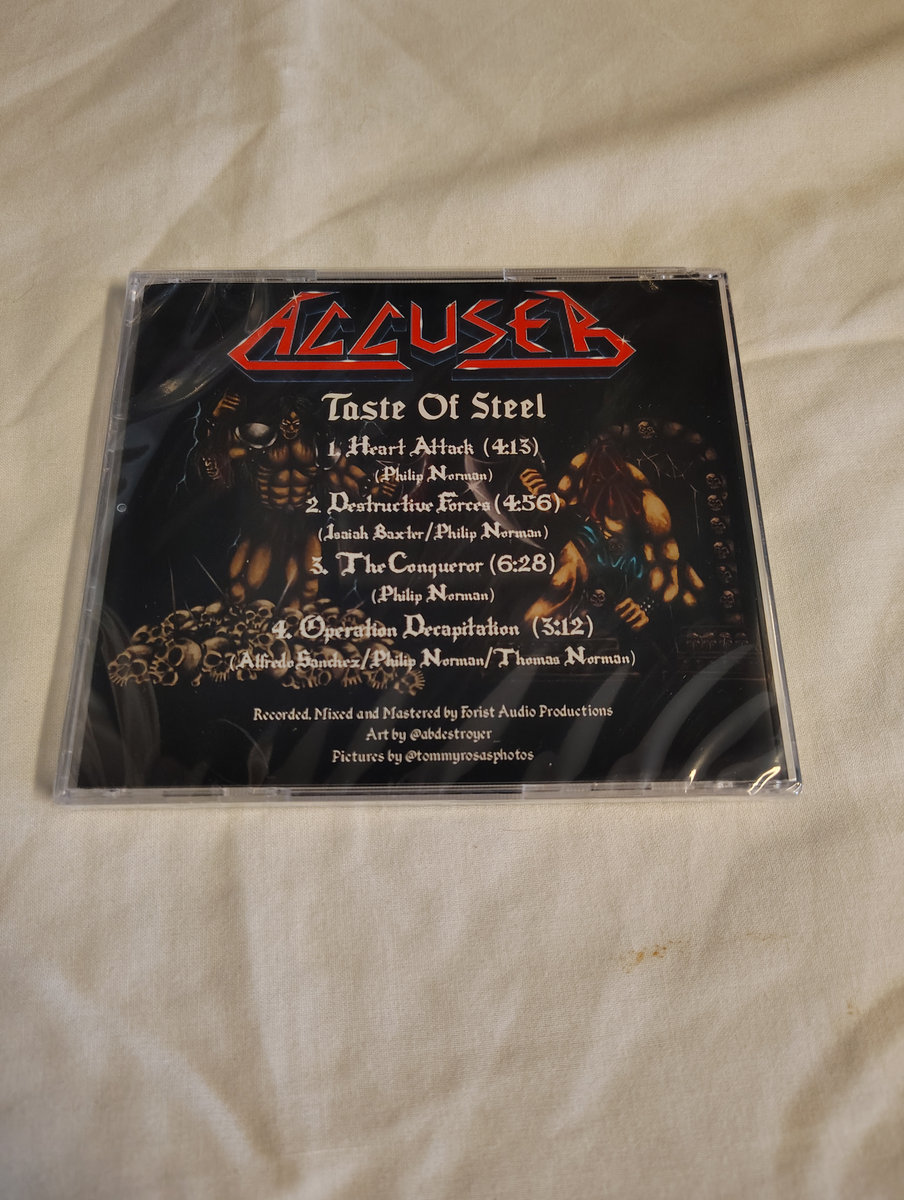 ACCUSER
Taste Of Steel
1. Heart Attack (4:13)
(Philip Norman)
2. Destructive Forces (4:56)
(Isaiah Baxter/Philip Norman)
3. The Conqueror (6:28)
(Philip Norman)
4. Operation Decapitation (3:12)
(Alfredo Sanchez/Philip Norman/Thomas Norman)
Recorded, Mixed and Mastered by Forist Audio Productions
Art by @abdestroyer_
Pictures by @tommyrosasphotos